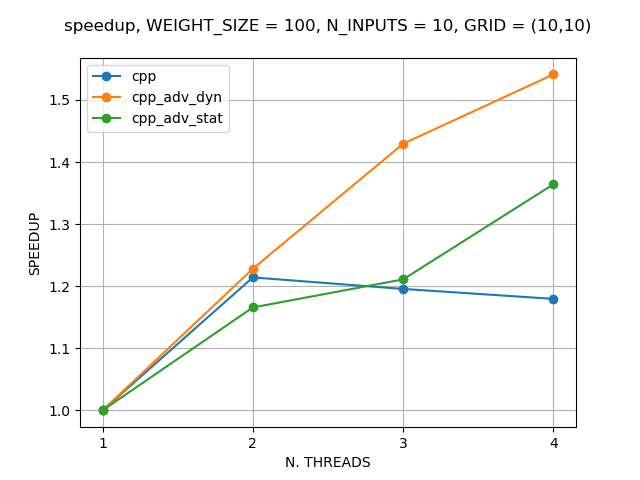 speedup, WEIGHT_SIZE = 100, N_INPUTS = 10, GRID = (10,10)
cpp
cpp_adv_dyn
cpp_adv_stat
1.5
1.4
1.3
1.2
1.1
1.0
SPEEDUP
1 2 3 4
N. THREADS